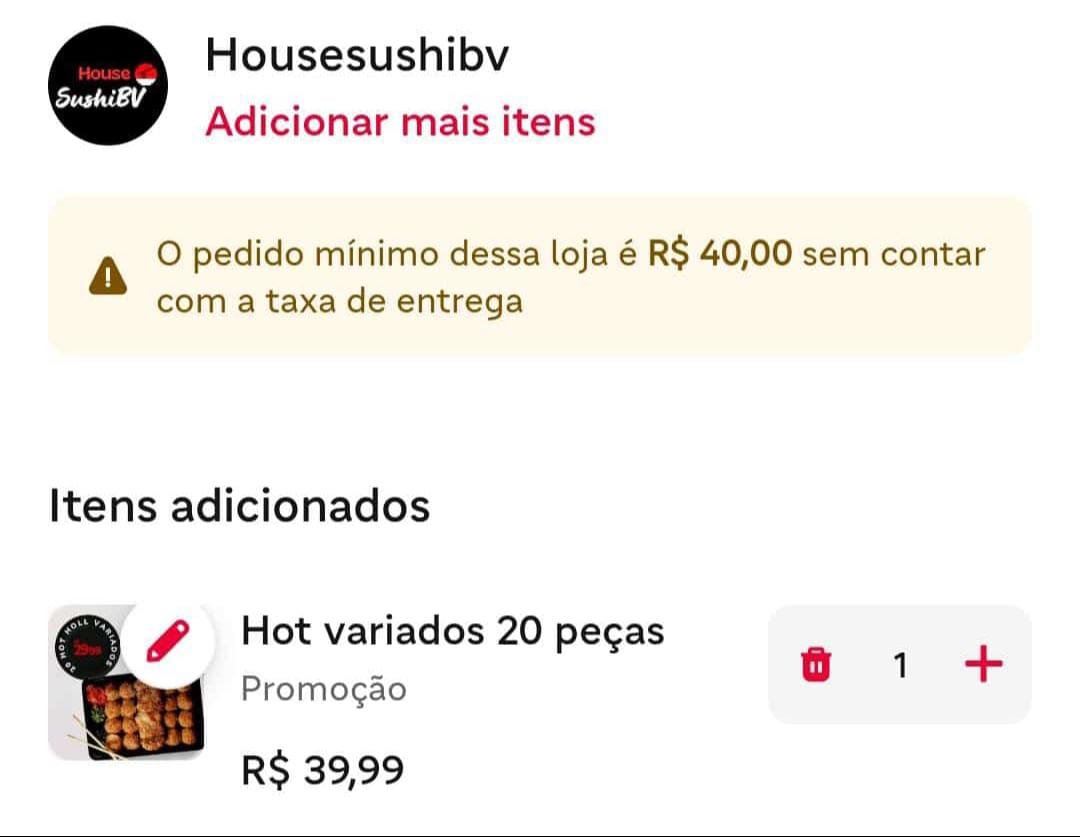 House
SushiBV
Housesushibv
Adicionar mais itens
O pedido mínimo dessa loja é R$ 40,00 sem contar
com a taxa de entrega
Itens adicionados
20 HOT HOLL VARIADOS
29,99
Hot variados 20 peças
Promoção
R$ 39,99
1